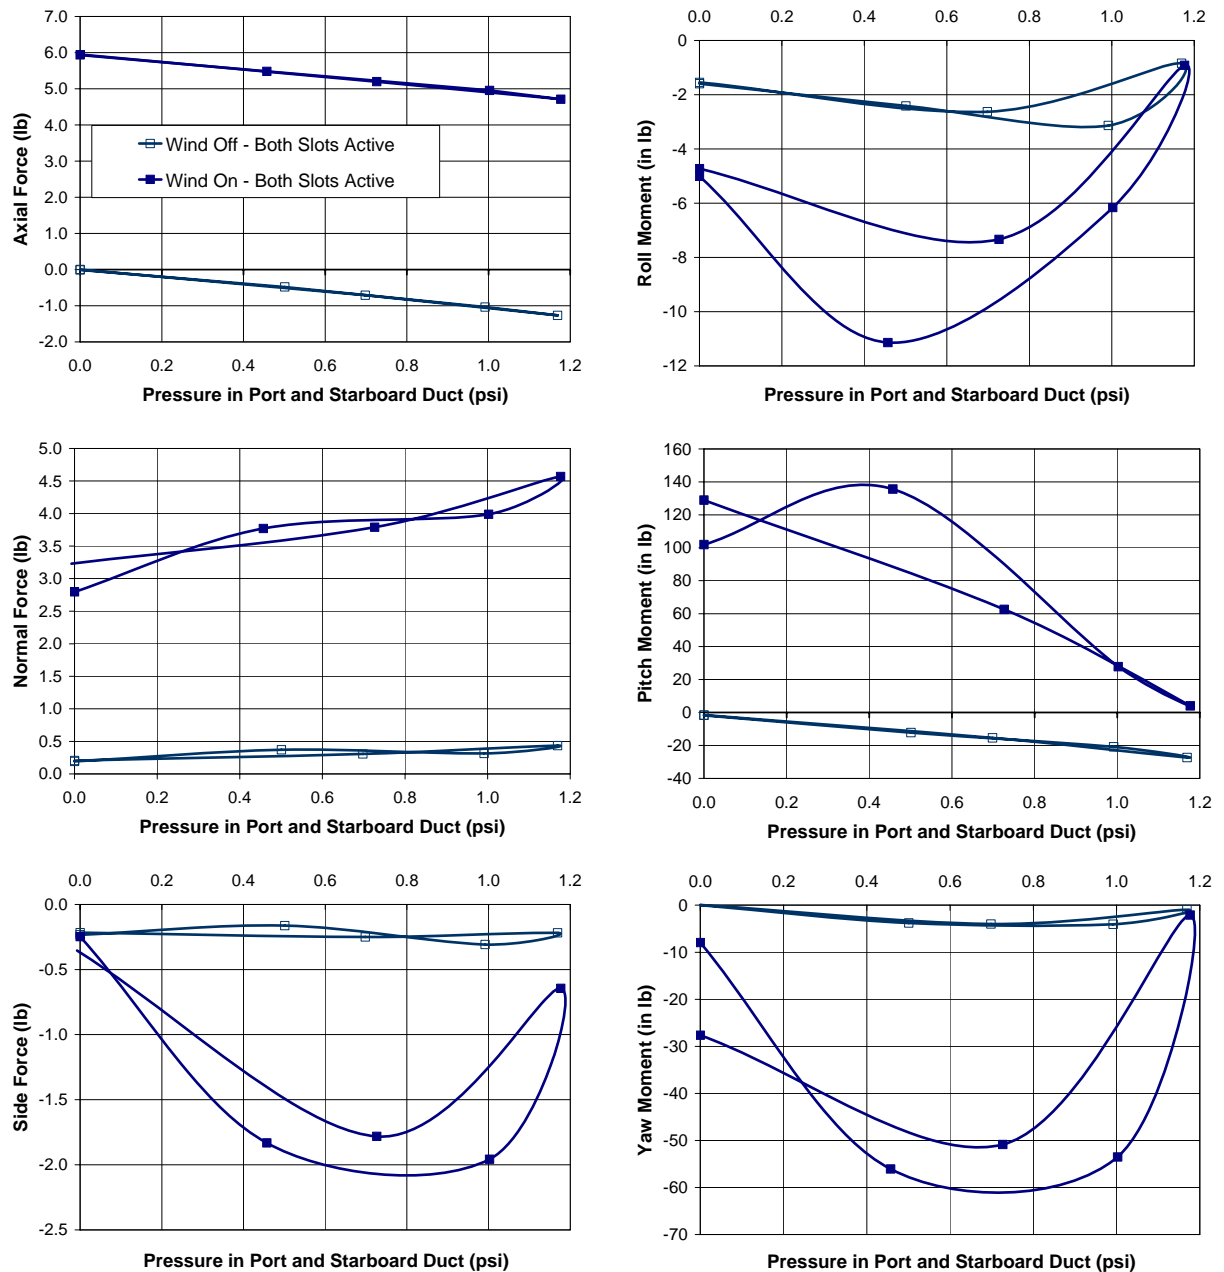 7.0
6.0
5.0
4.0
3.0
2.0
1.0
0.0
-1.0
-2.0
Axial Force (lb)
Wind Off - Both Slots Active
Wind On - Both Slots Active
0.0 0.2 0.4 0.6 0.8 1.0 1.2
Pressure in Port and Starboard Duct (psi)
0.0 0.2 0.4 0.6 0.8 1.0 1.2
0
-2
-4
-6
-8
-10
-12
Roll Moment (in lb)
Pressure in Port and Starboard Duct (psi)
5.0
4.5
4.0
3.5
3.0
2.5
2.0
1.5
1.0
0.5
0.0
Normal Force (lb)
0.0 0.2 0.4 0.6 0.8 1.0 1.2
Pressure in Port and Starboard Duct (psi)
160
140
120
100
80
60
40
20
0
-20
-40
Pitch Moment (in lb)
0.0 0.2 0.4 0.6 0.8 1.0 1.2
Pressure in Port and Starboard Duct (psi)
0.0 0.2 0.4 0.6 0.8 1.0 1.2
0.0
-0.5
-1.0
-1.5
-2.0
-2.5
Side Force (lb)
Pressure in Port and Starboard Duct (psi)
0.0 0.2 0.4 0.6 0.8 1.0 1.2
0
-10
-20
-30
-40
-50
-60
-70
Yaw Moment (in lb)
Pressure in Port and Starboard Duct (psi)